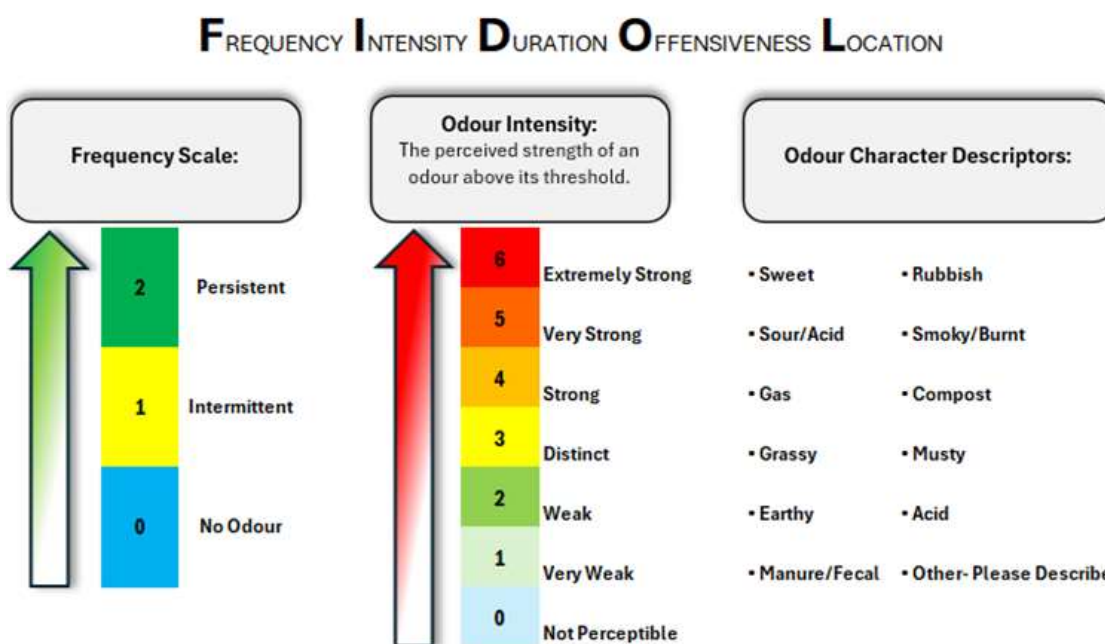 FREQUENCY INTENSITY DURATION OFFENSIVENESS LOCATION
Frequency Scale:
2 Persistent
1 Intermittent
0 No Odour
Odour Intensity:
The perceived strength of an
odour above its threshold.
6 Extremely Strong
5 Very Strong
4 Strong
3 Distinct
2 Weak
1 Very Weak
0 Not Perceptible
Odour Character Descriptors:
▪ Sweet ▪ Rubbish
▪ Sour/Acid ▪ Smoky/Burnt
▪ Gas ▪ Compost
▪ Grassy ▪ Musty
▪ Earthy ▪ Acid
▪ Manure/Fecal ▪ Other- Please Describe